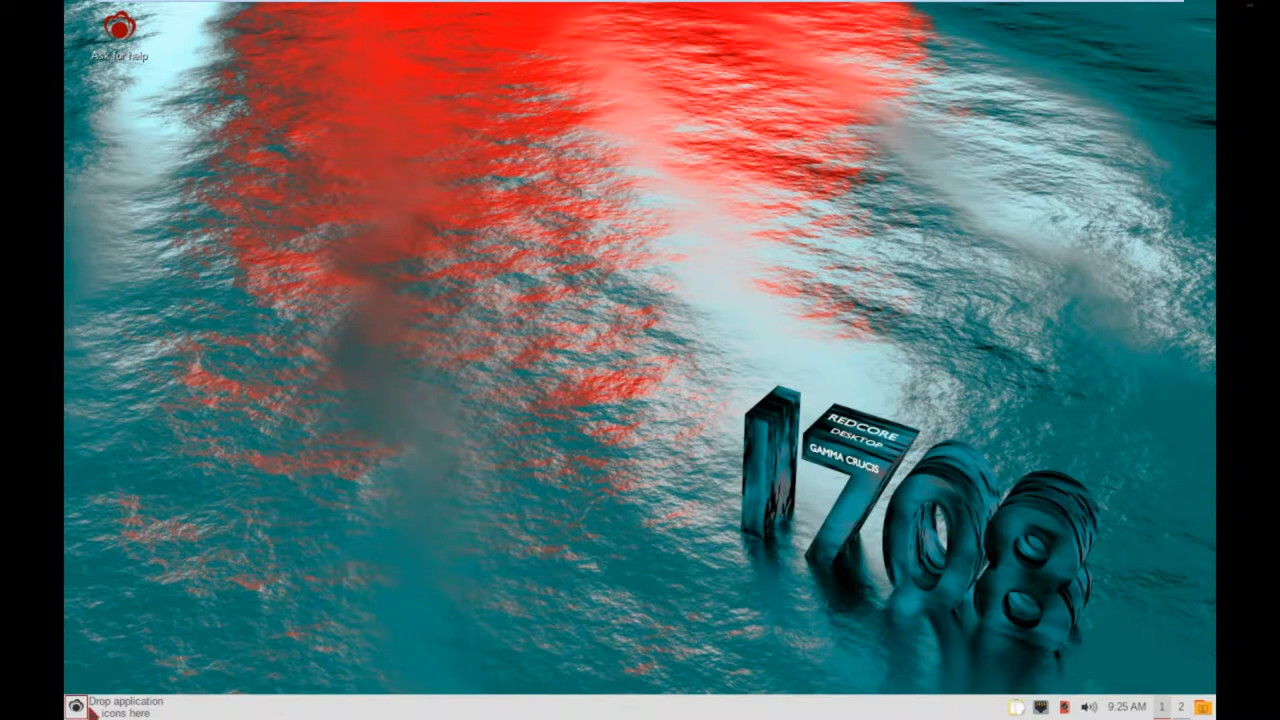 Ask for help
1708
REDCORE
DESKTOP
GAMMA CRUCIS
Drop application
icons here
9:25 AM
1
2